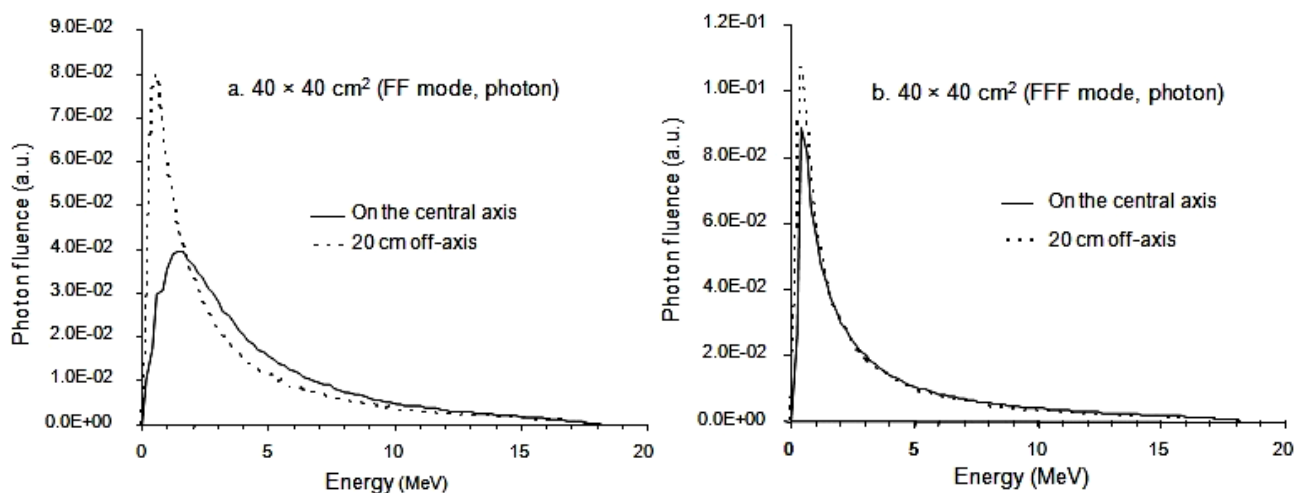 9.0E-02
8.0E-02
7.0E-02
6.0E-02
5.0E-02
4.0E-02
3.0E-02
2.0E-02
1.0E-02
0.0E+00
Photon fluence (a.u.)
a. 40 × 40 cm² (FF mode, photon)
On the central axis
20 cm off-axis
0 5 10 15 20
Energy (MeV)
1.2E-01
1.0E-01
8.0E-02
6.0E-02
4.0E-02
2.0E-02
0.0E+00
Photon fluence (a.u.)
b. 40 × 40 cm² (FFF mode, photon)
On the central axis
20 cm off-axis
0 5 10 15 20
Energy (MeV)